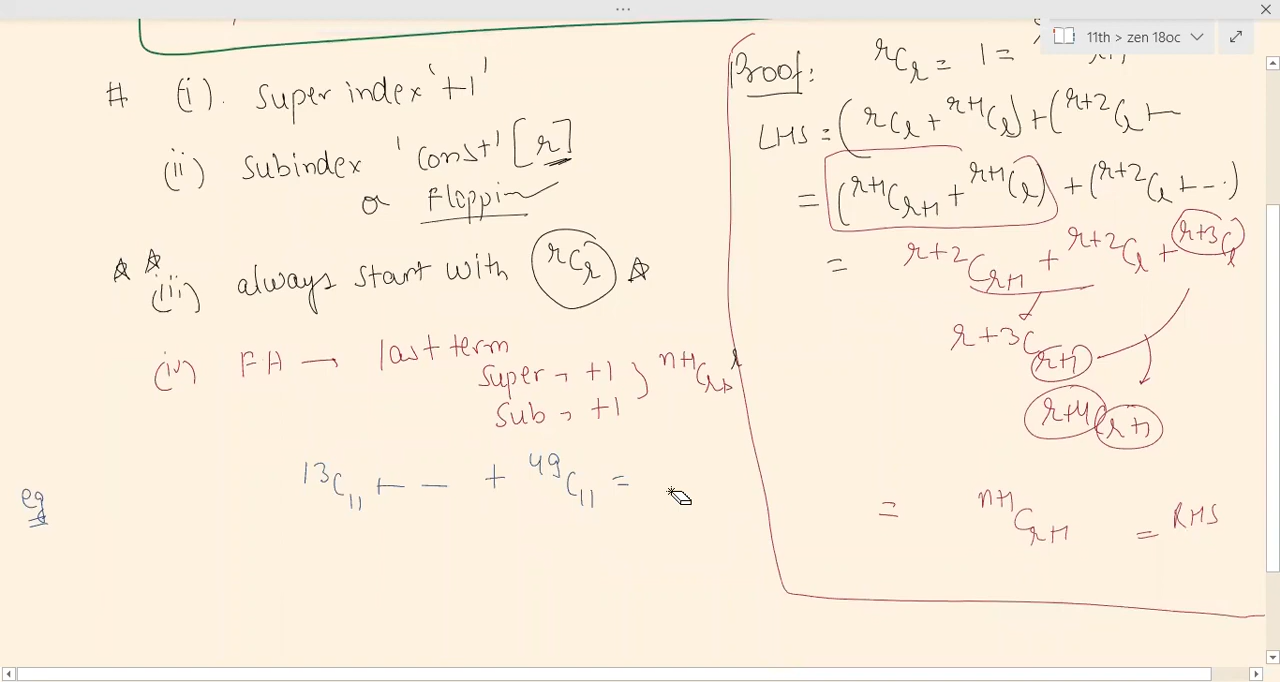 11th > zen 18oc
# (i). Super index '+1'
(ii) Subindex 'Const' [r]
or Floppin
☆ ☆ (iii) always start with ʳCᵣ ☆
(iv) FH → last term
Super → +1
Sub → +1
} ⁿ⁺¹Cᵣ₊₁
eg ¹³C₁₁ + — + ⁴⁹C₁₁ =
Proof: ʳCᵣ = 1 =
LHS = (ʳCᵣ + ʳ⁺¹Cᵣ) + (ʳ⁺²Cᵣ + —
= (ʳ⁺¹Cᵣ₊₁ + ʳ⁺¹Cᵣ) + (ʳ⁺²Cᵣ + -- ·)
= ʳ⁺²Cᵣ₊₁ + ʳ⁺²Cᵣ + ʳ⁺³Cᵣ
ʳ⁺³Cᵣ₊₁
ʳ⁺⁴Cᵣ₊₁
= ⁿ⁺¹Cᵣ₊₁ = RHS